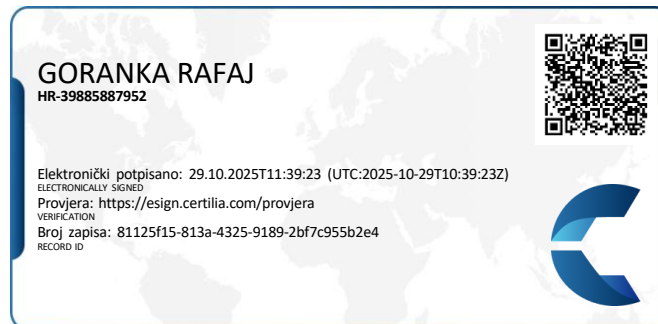 GORANKA RAFAJ
HR-39885887952
Elektronički potpisano: 29.10.2025T11:39:23 (UTC:2025-10-29T10:39:23Z)
ELECTRONICALLY SIGNED
Provjera: https://esign.certilia.com/provjera
VERIFICATION
Broj zapisa: 81125f15-813a-4325-9189-2bf7c955b2e4
RECORD ID